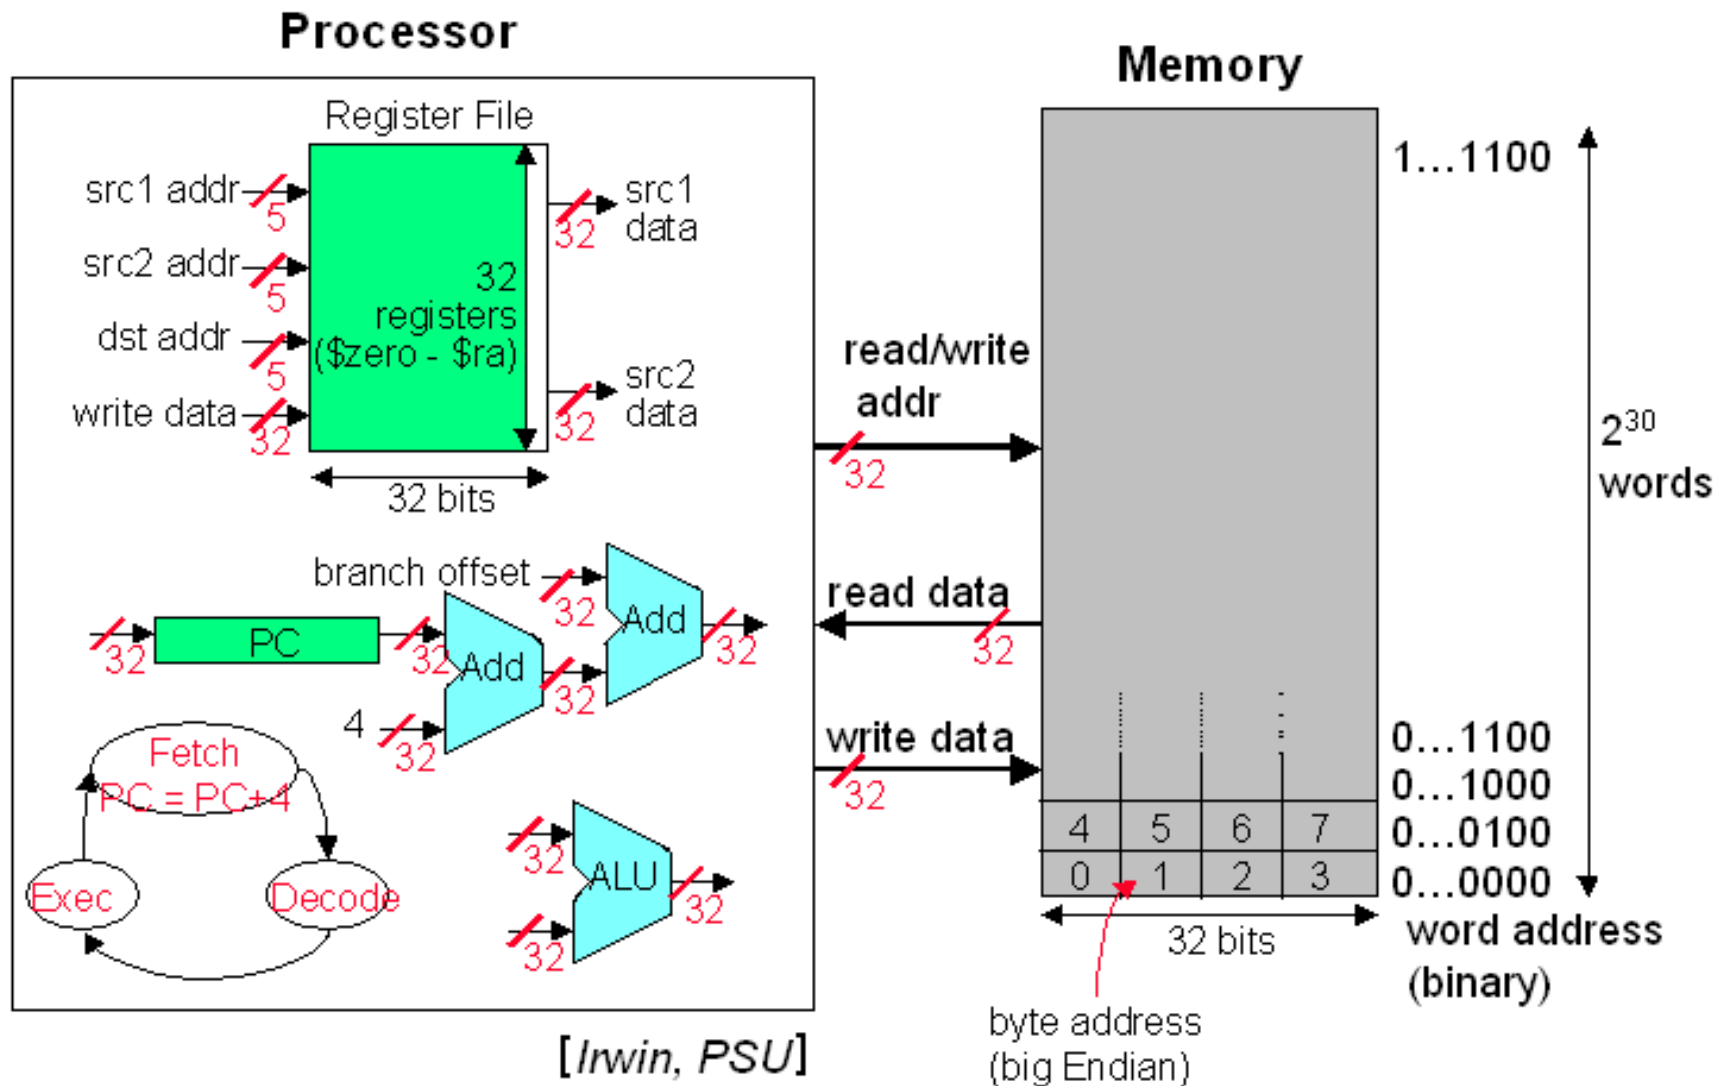 Processor
Register File
src1 addr
5
src2 addr
5
dst addr
5
write data
32
32
registers
($zero - $ra)
32
src1
data
32
src2
data
32 bits
branch offset
32
Add
32
32
PC
32
Add
32
4
32
Fetch
PC = PC+4
Exec
Decode
32
ALU
32
32
[Irwin, PSU]
read/write
addr
32
read data
32
write data
32
Memory
1...1100
2³⁰
words
0...1100
0...1000
4 5 6 7
0...0100
0 1 2 3
0...0000
32 bits
word address
(binary)
byte address
(big Endian)